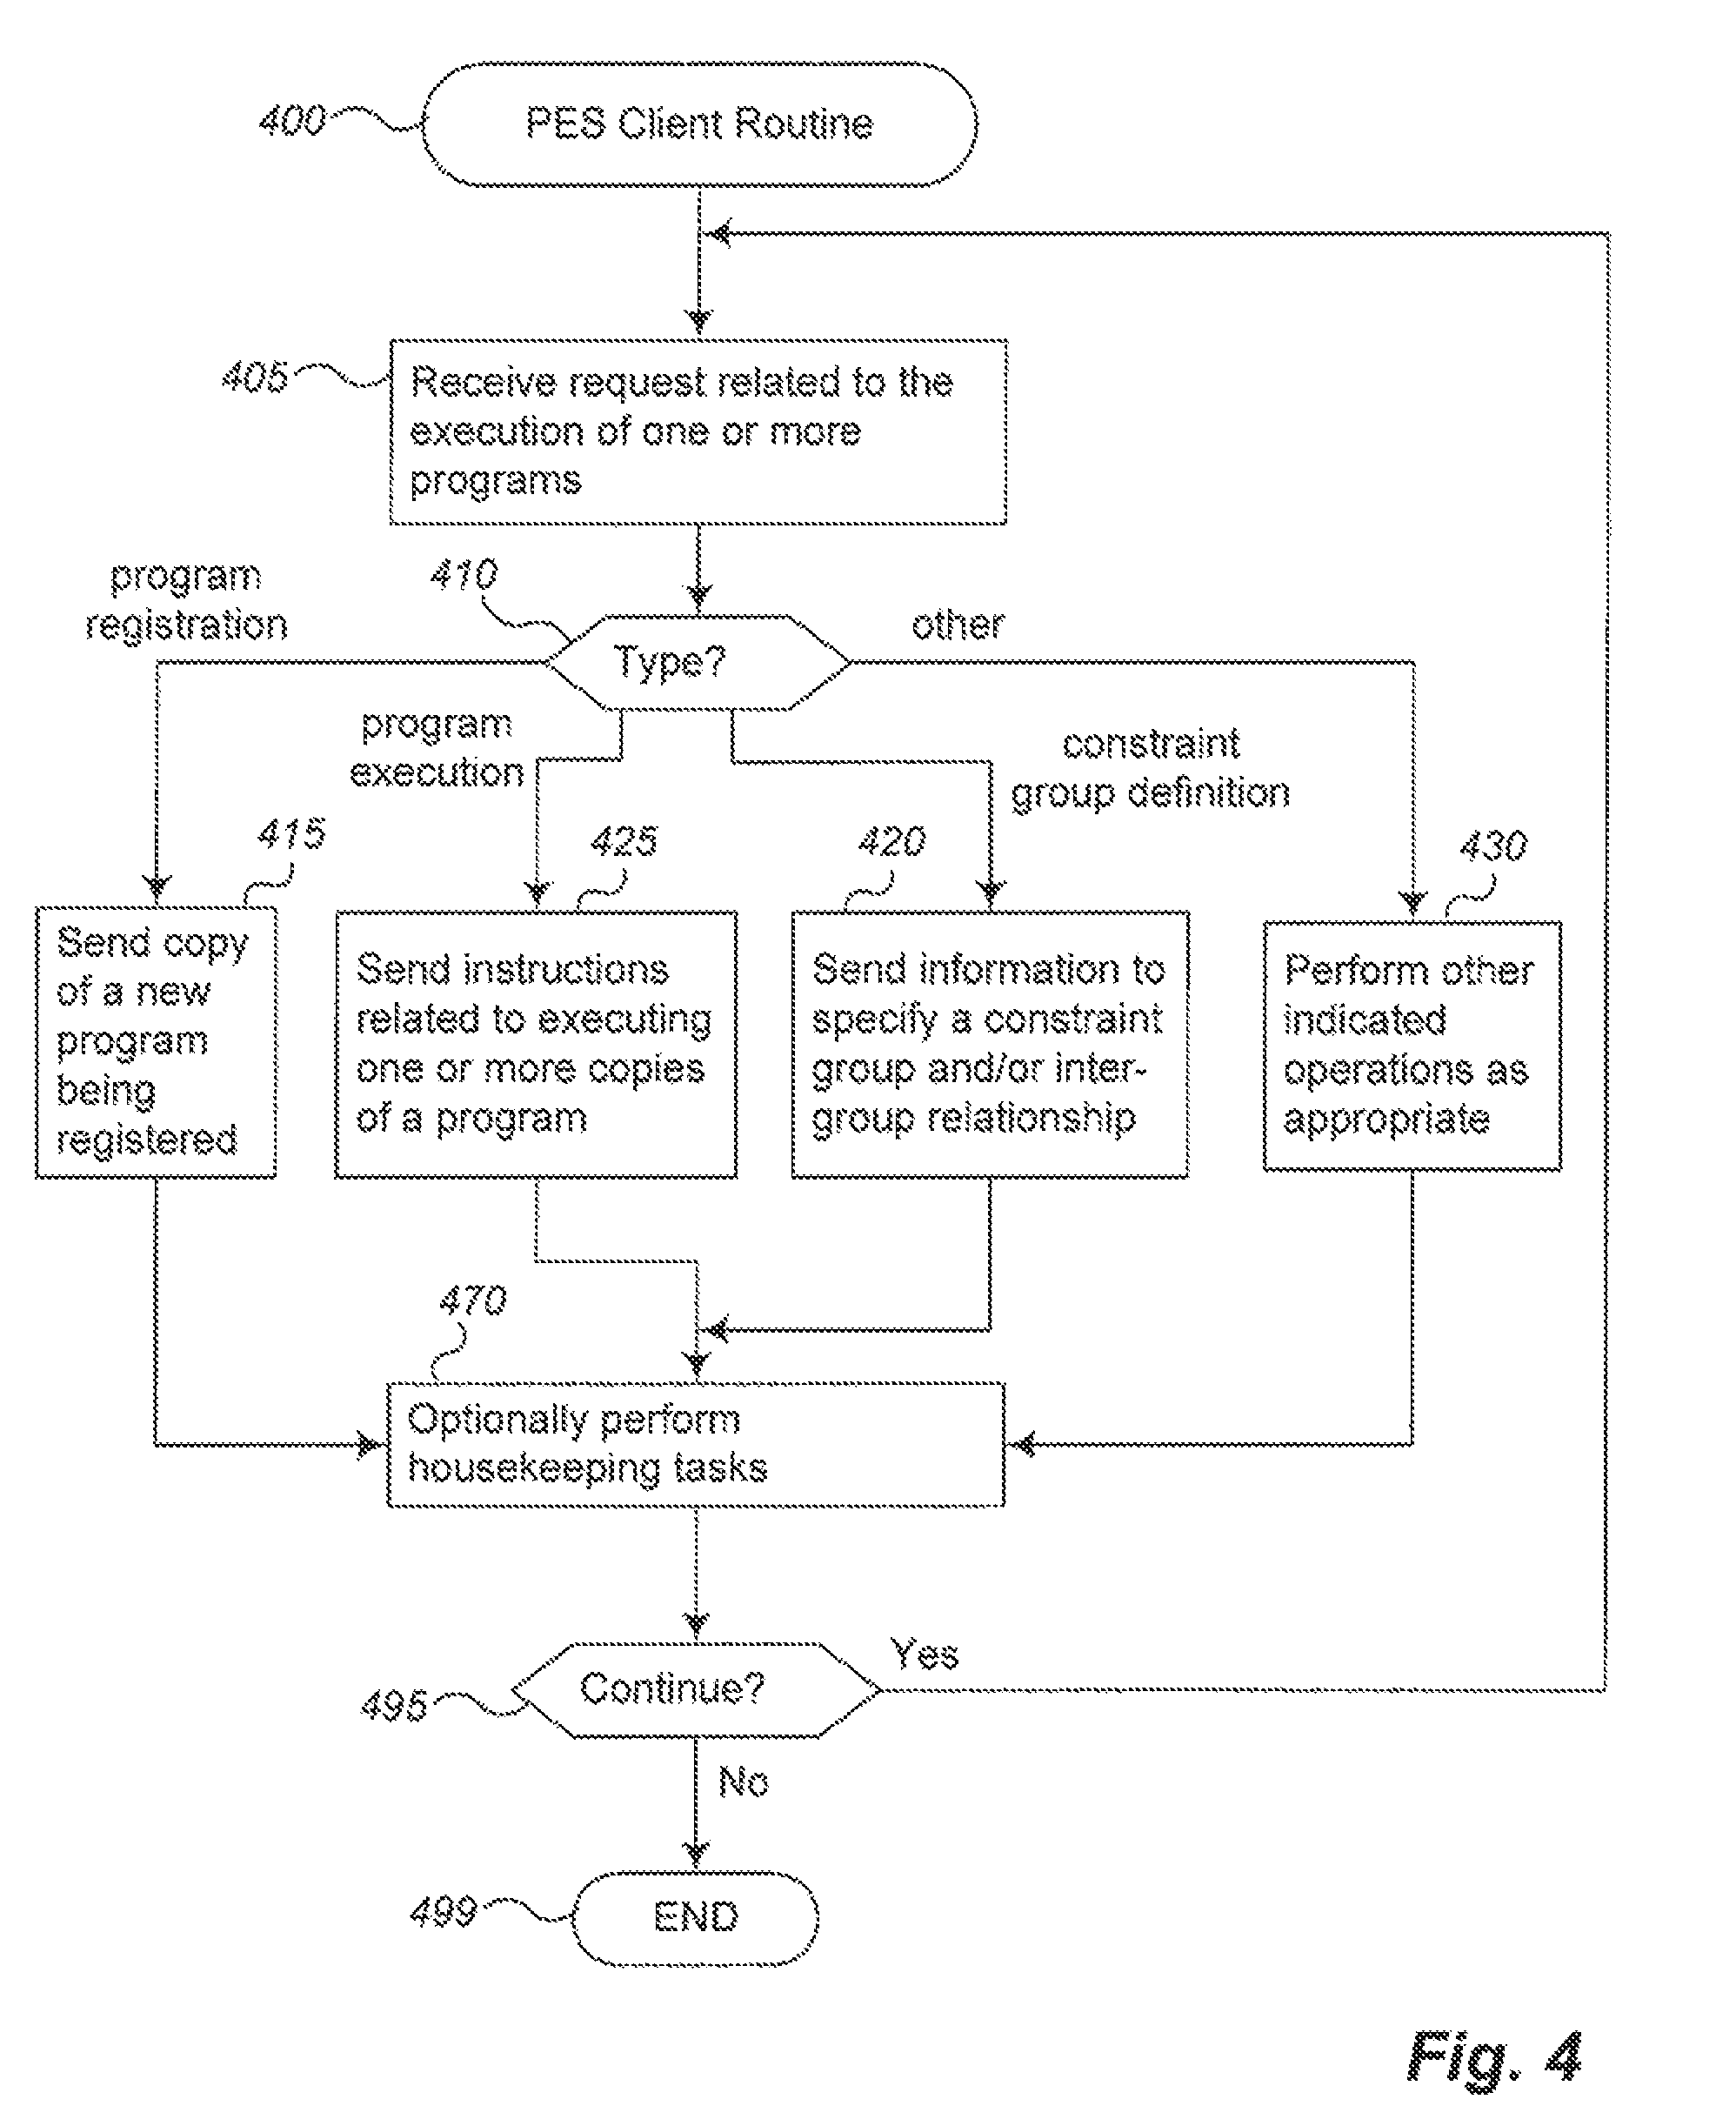 400
PES Client Routine
405
Receive request related to the
execution of one or more
programs
program
registration
410
Type?
other
program
execution
constraint
group definition
415
425
420
430
Send copy
of a new
program
being
registered
Send instructions
related to executing
one or more copies
of a program
Send information to
specify a constraint
group and/or inter-
group relationship
Perform other
indicated
operations as
appropriate
470
Optionally perform
housekeeping tasks
495
Continue?
Yes
No
499
END
Fig. 4